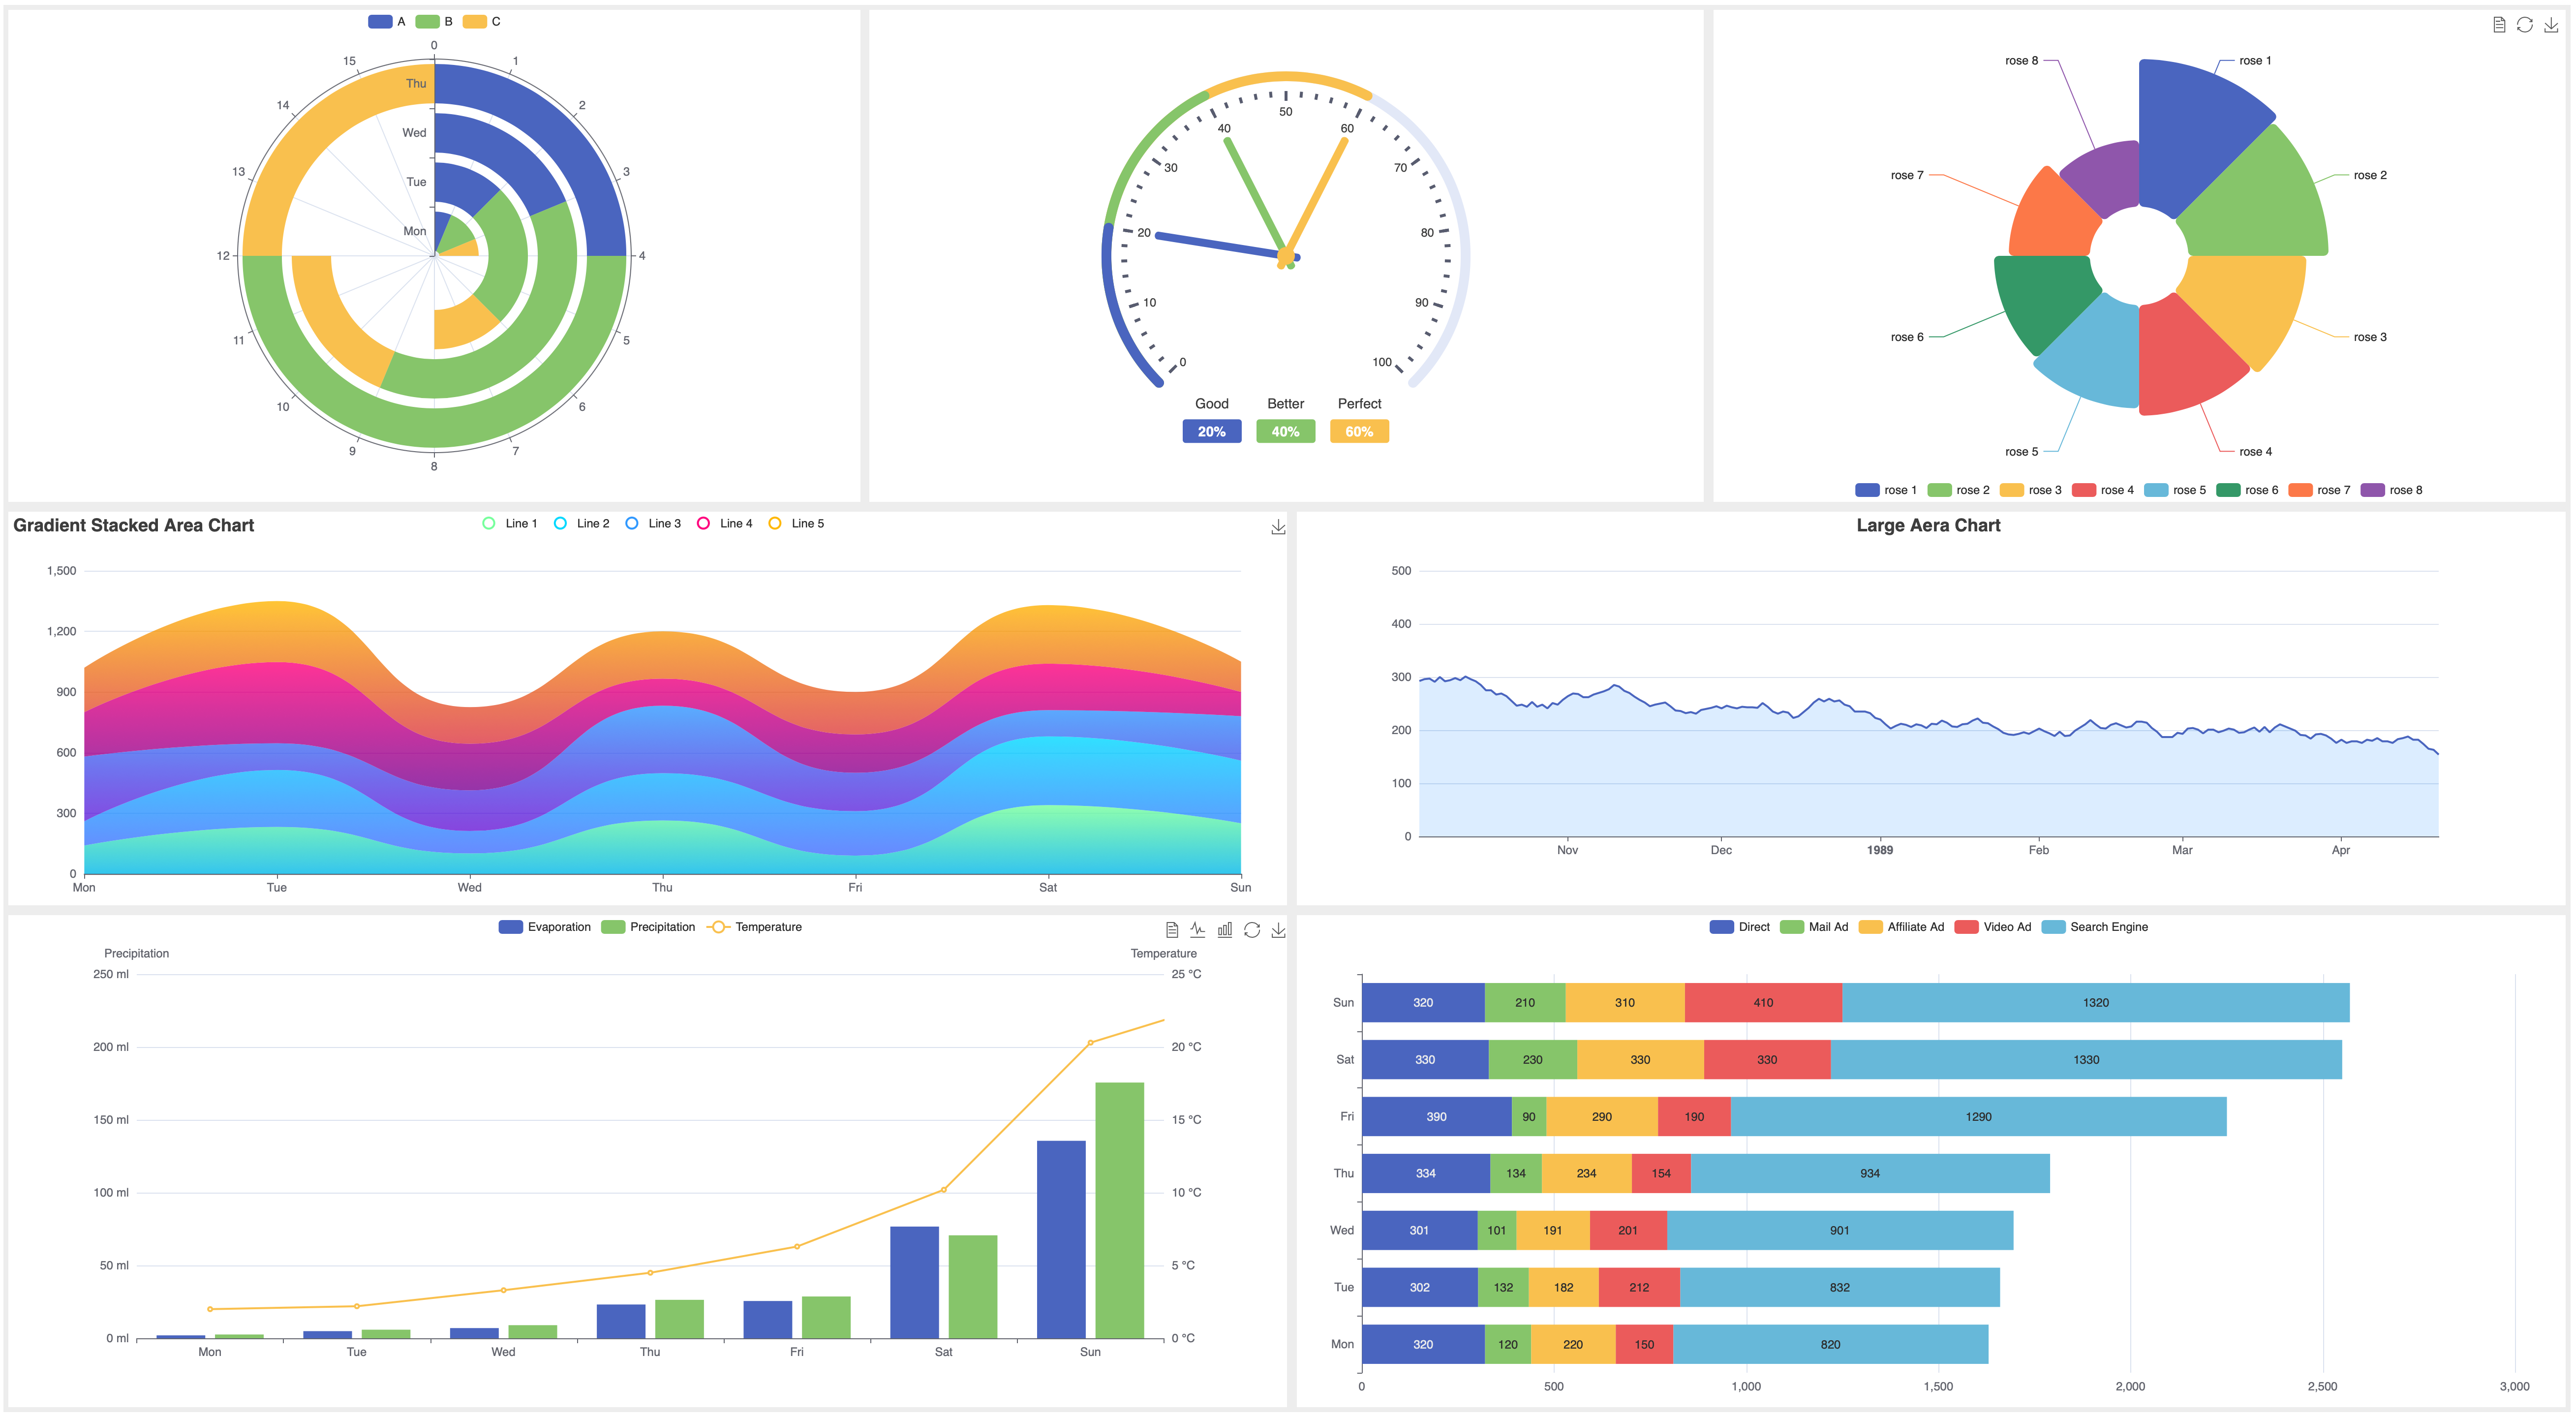 A B C
0
1
2
3
4
5
6
7
8
9
10
11
12
13
14
15
Thu
Wed
Tue
Mon
0
10
20
30
40
50
60
70
80
90
100
Good Better Perfect
20% 40% 60%
rose 1
rose 2
rose 3
rose 4
rose 5
rose 6
rose 7
rose 8
rose 1 rose 2 rose 3 rose 4 rose 5 rose 6 rose 7 rose 8
Gradient Stacked Area Chart
Line 1 Line 2 Line 3 Line 4 Line 5
1,500
1,200
900
600
300
0
Mon Tue Wed Thu Fri Sat Sun
Large Aera Chart
500
400
300
200
100
0
Nov Dec 1989 Feb Mar Apr
Evaporation Precipitation Temperature
Precipitation Temperature
250 ml 25 °C
200 ml 20 °C
150 ml 15 °C
100 ml 10 °C
50 ml 5 °C
0 ml 0 °C
Mon Tue Wed Thu Fri Sat Sun
Direct Mail Ad Affiliate Ad Video Ad Search Engine
Sun 320 210 310 410 1320
Sat 330 230 330 330 1330
Fri 390 90 290 190 1290
Thu 334 134 234 154 934
Wed 301 101 191 201 901
Tue 302 132 182 212 832
Mon 320 120 220 150 820
0 500 1,000 1,500 2,000 2,500 3,000